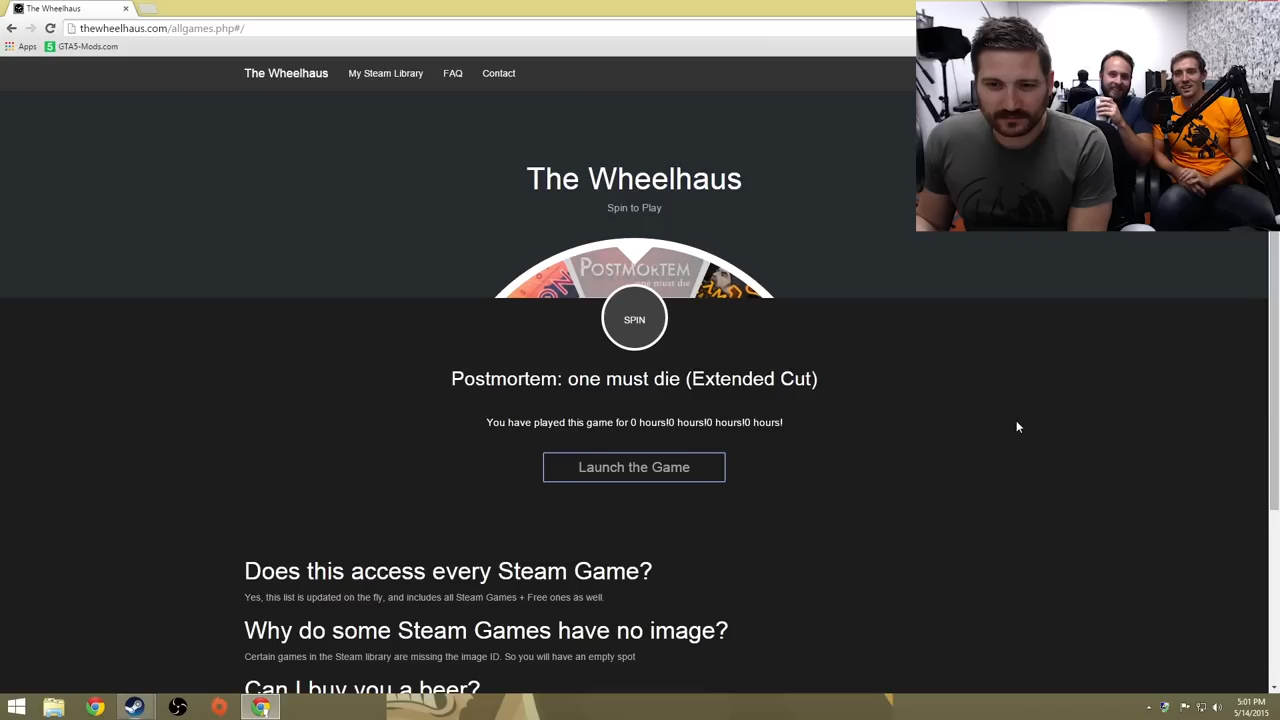 The Wheelhaus
thewheelhaus.com/allgames.php#/
Apps GTA5-Mods.com
The Wheelhaus My Steam Library FAQ Contact
The Wheelhaus
Spin to Play
POSTMORTEM
one must die
SPIN
Postmortem: one must die (Extended Cut)
You have played this game for 0 hours!0 hours!0 hours!0 hours!
Launch the Game
Does this access every Steam Game?
Yes, this list is updated on the fly, and includes all Steam Games + Free ones as well.
Why do some Steam Games have no image?
Certain games in the Steam library are missing the image ID. So you will have an empty spot
Can I buy you a beer?
5:01 PM
5/14/2015